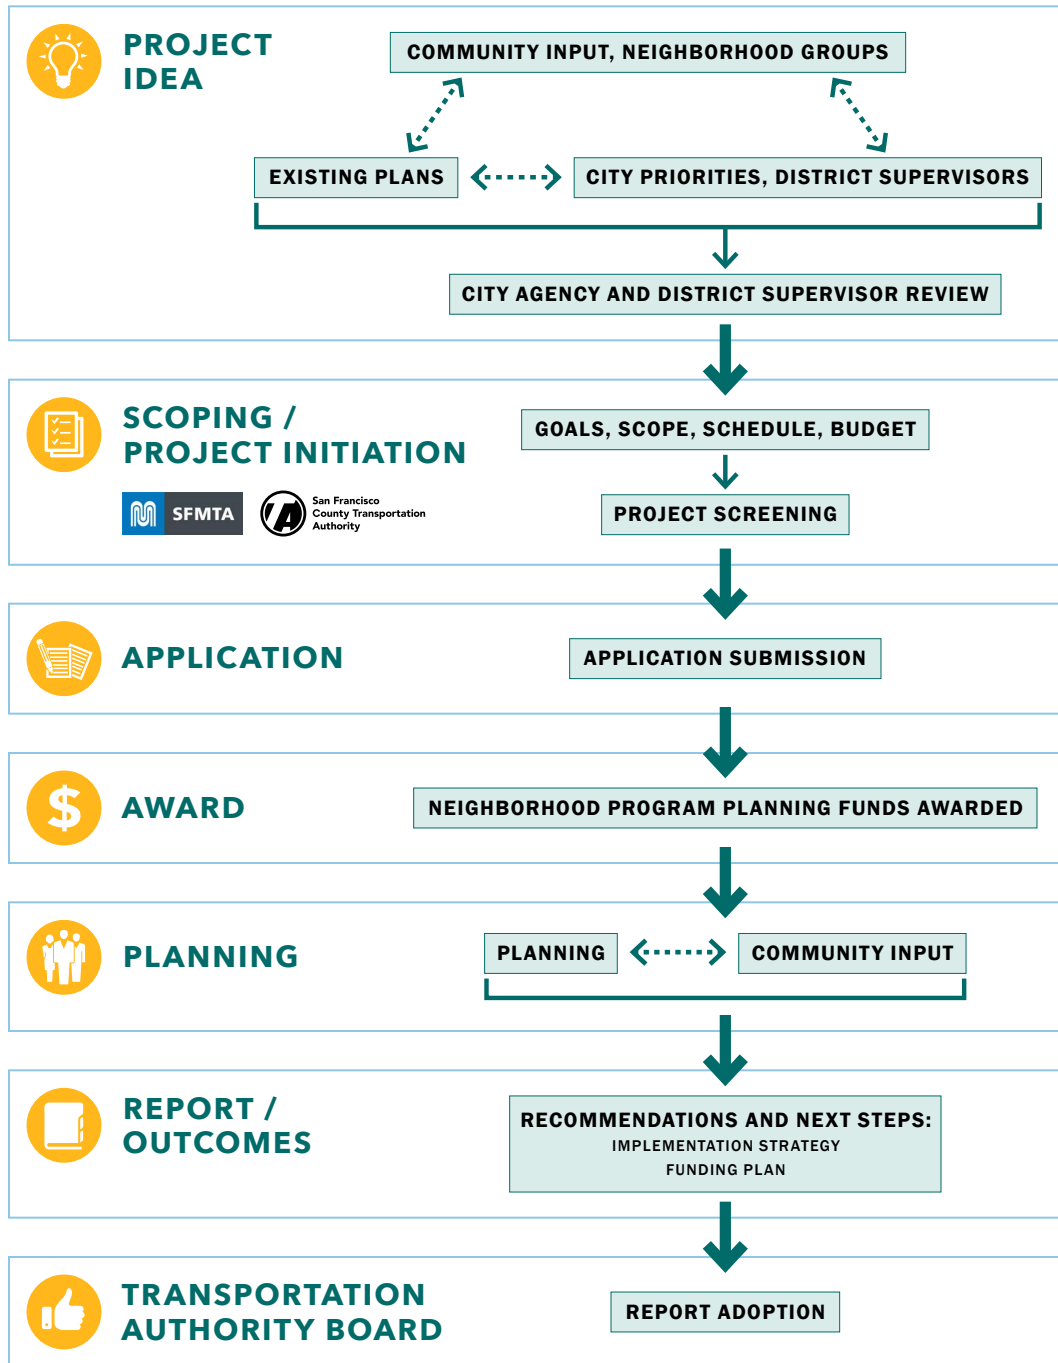 PROJECT
IDEA
COMMUNITY INPUT, NEIGHBORHOOD GROUPS
EXISTING PLANS
CITY PRIORITIES, DISTRICT SUPERVISORS
CITY AGENCY AND DISTRICT SUPERVISOR REVIEW
SCOPING /
PROJECT INITIATION
SFMTA
TA
San Francisco
County Transportation
Authority
GOALS, SCOPE, SCHEDULE, BUDGET
PROJECT SCREENING
APPLICATION
APPLICATION SUBMISSION
$
AWARD
NEIGHBORHOOD PROGRAM PLANNING FUNDS AWARDED
PLANNING
PLANNING
COMMUNITY INPUT
REPORT /
OUTCOMES
RECOMMENDATIONS AND NEXT STEPS:
IMPLEMENTATION STRATEGY
FUNDING PLAN
TRANSPORTATION
AUTHORITY BOARD
REPORT ADOPTION